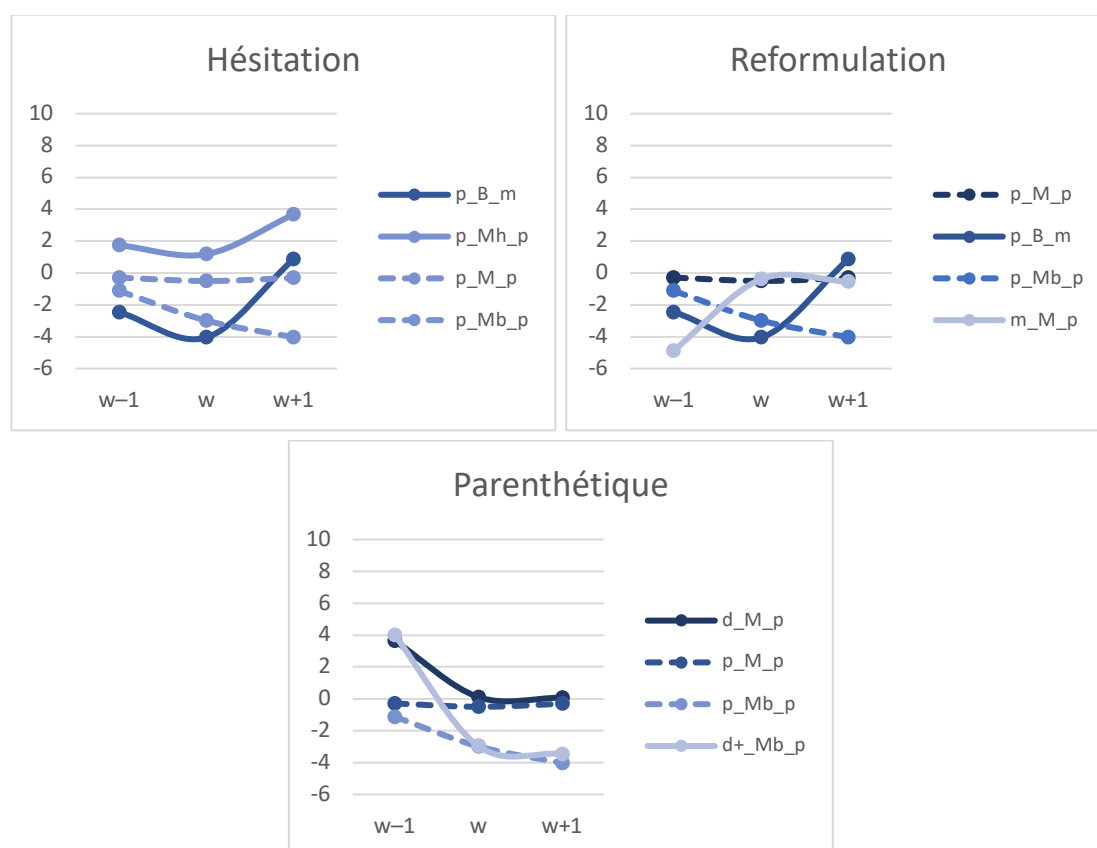 Hésitation
10
8
6
4
2
0
-2
-4
-6
w–1 w w+1
p_B_m
p_Mh_p
p_M_p
p_Mb_p
Reformulation
10
8
6
4
2
0
-2
-4
-6
w–1 w w+1
p_M_p
p_B_m
p_Mb_p
m_M_p
Parenthétique
10
8
6
4
2
0
-2
-4
-6
w–1 w w+1
d_M_p
p_M_p
p_Mb_p
d+_Mb_p